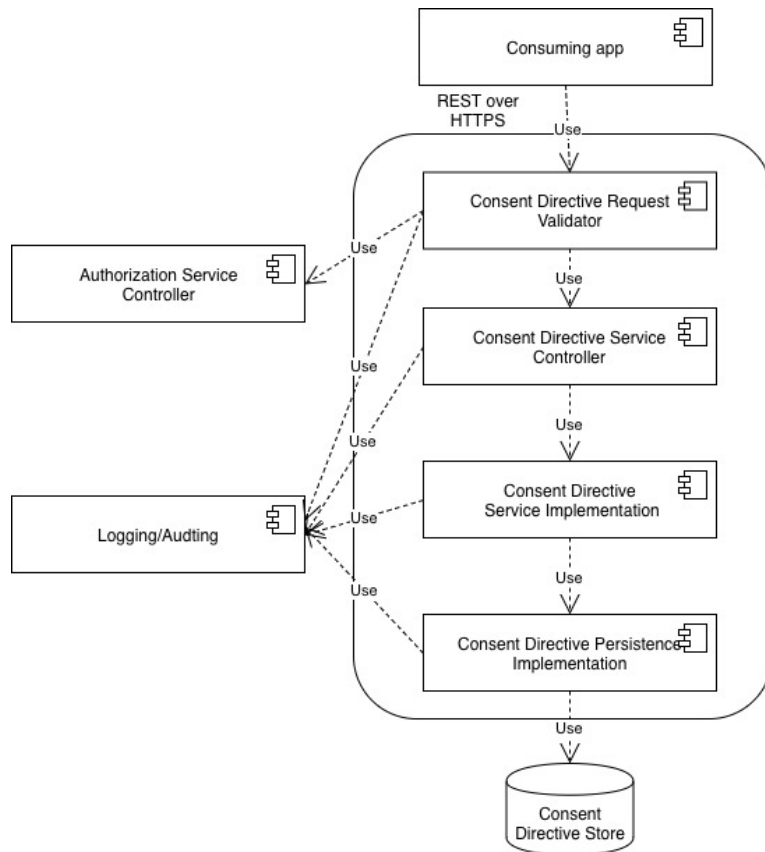 Consuming app
REST over
HTTPS
Use
Consent Directive Request
Validator
Use
Authorization Service
Controller
Use
Consent Directive Service
Controller
Use
Use
Use
Consent Directive
Service Implementation
Use
Logging/Audting
Use
Use
Consent Directive Persistence
Implementation
Use
Consent
Directive Store